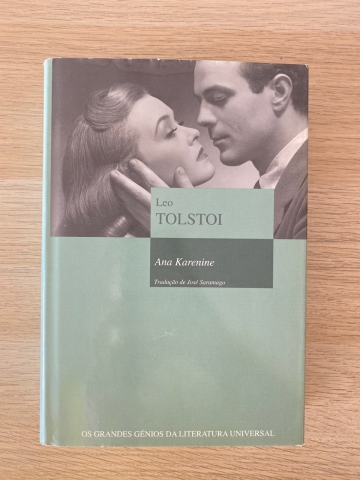 Leo
TOLSTOI
Ana Karenine
Tradução de José Saramago
OS GRANDES GÉNIOS DA LITERATURA UNIVERSAL